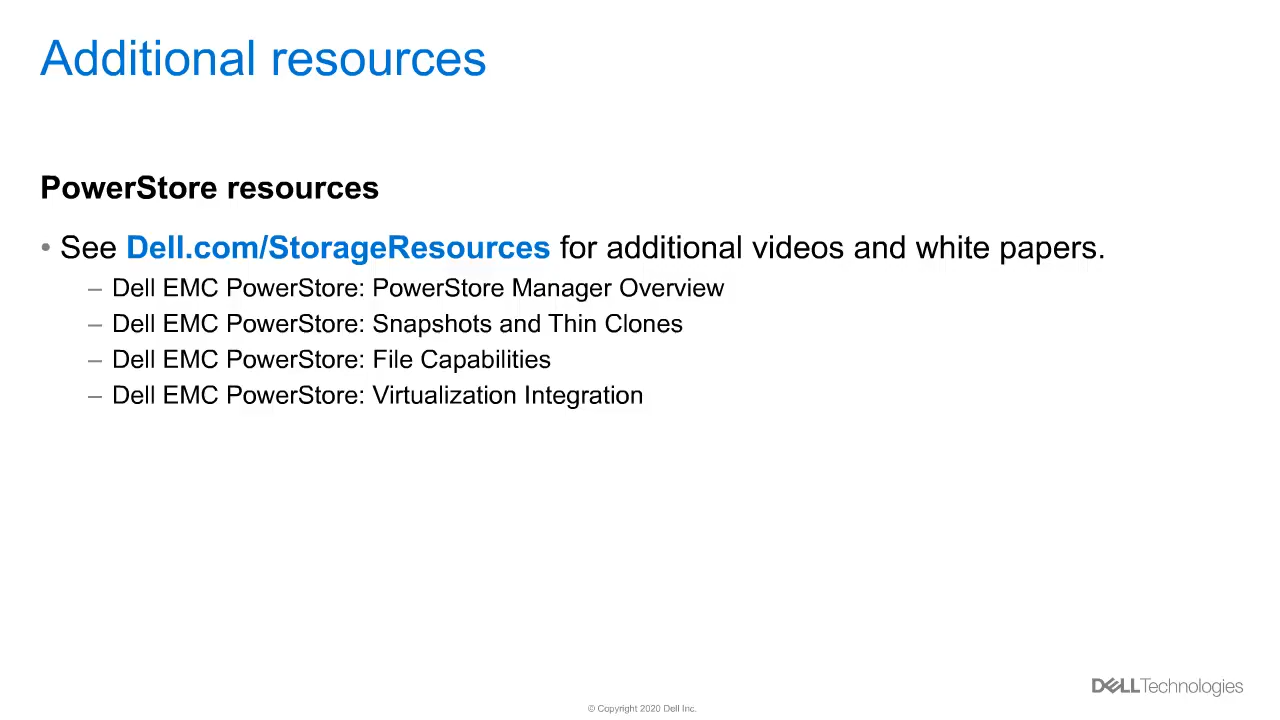 Additional resources
PowerStore resources
• See Dell.com/StorageResources for additional videos and white papers.
– Dell EMC PowerStore: PowerStore Manager Overview
– Dell EMC PowerStore: Snapshots and Thin Clones
– Dell EMC PowerStore: File Capabilities
– Dell EMC PowerStore: Virtualization Integration
DELLTechnologies
© Copyright 2020 Dell Inc.